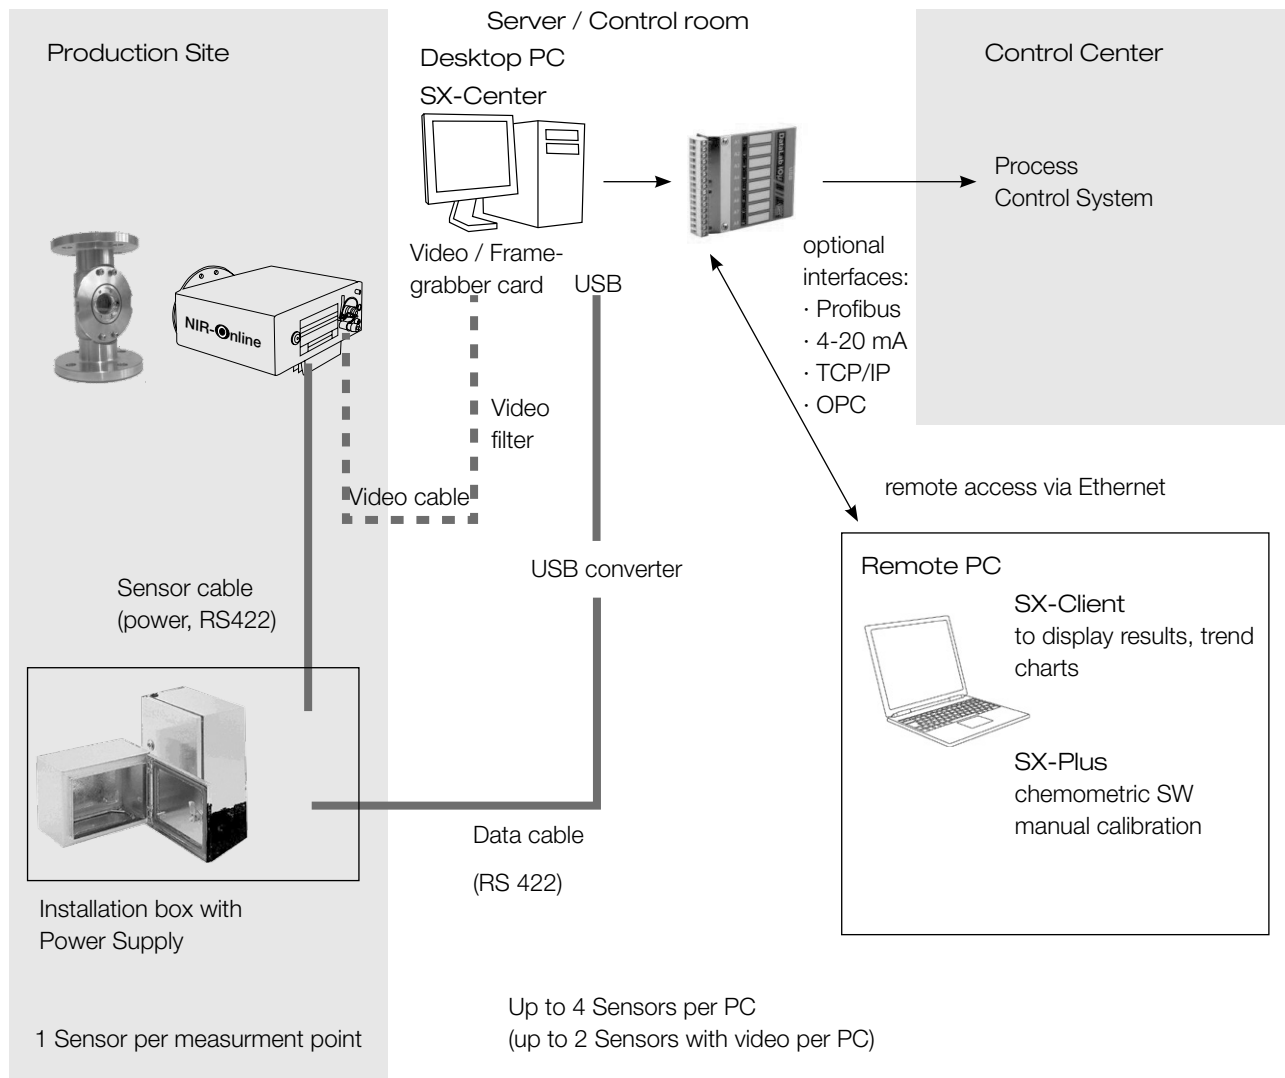 Server / Control room
Production Site
Desktop PC
Control Center
SX-Center
DataLab IO
USB
Process
Control System
Video / Frame-
grabber card
USB
optional
interfaces:
· Profibus
· 4-20 mA
· TCP/IP
· OPC
NIR-Online
Video
filter
Video cable
remote access via Ethernet
USB converter
Remote PC
Sensor cable
(power, RS422)
SX-Client
to display results, trend
charts
SX-Plus
chemometric SW
manual calibration
Data cable
(RS 422)
Installation box with
Power Supply
Up to 4 Sensors per PC
(up to 2 Sensors with video per PC)
1 Sensor per measurment point